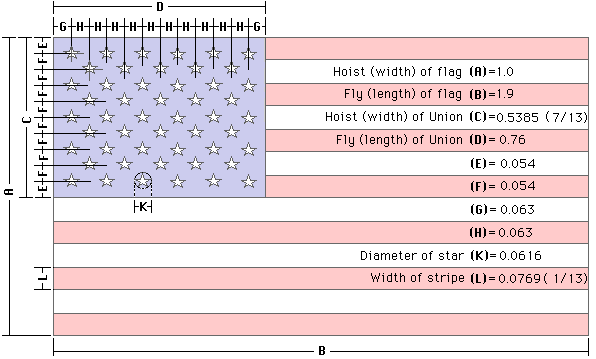 D
G H H H H H H H H H H G
E
F
F
F
F
F
F
F
F
E
C
A
K
L
B
Hoist (width) of flag (A)=1.0
Fly (length) of flag (B)=1.9
Hoist (width) of Union (C)=0.5385 (7/13)
Fly (length) of Union (D)=0.76
(E)=0.054
(F)=0.054
(G)=0.063
(H)=0.063
Diameter of star (K)=0.0616
Width of stripe (L)=0.0769(1/13)